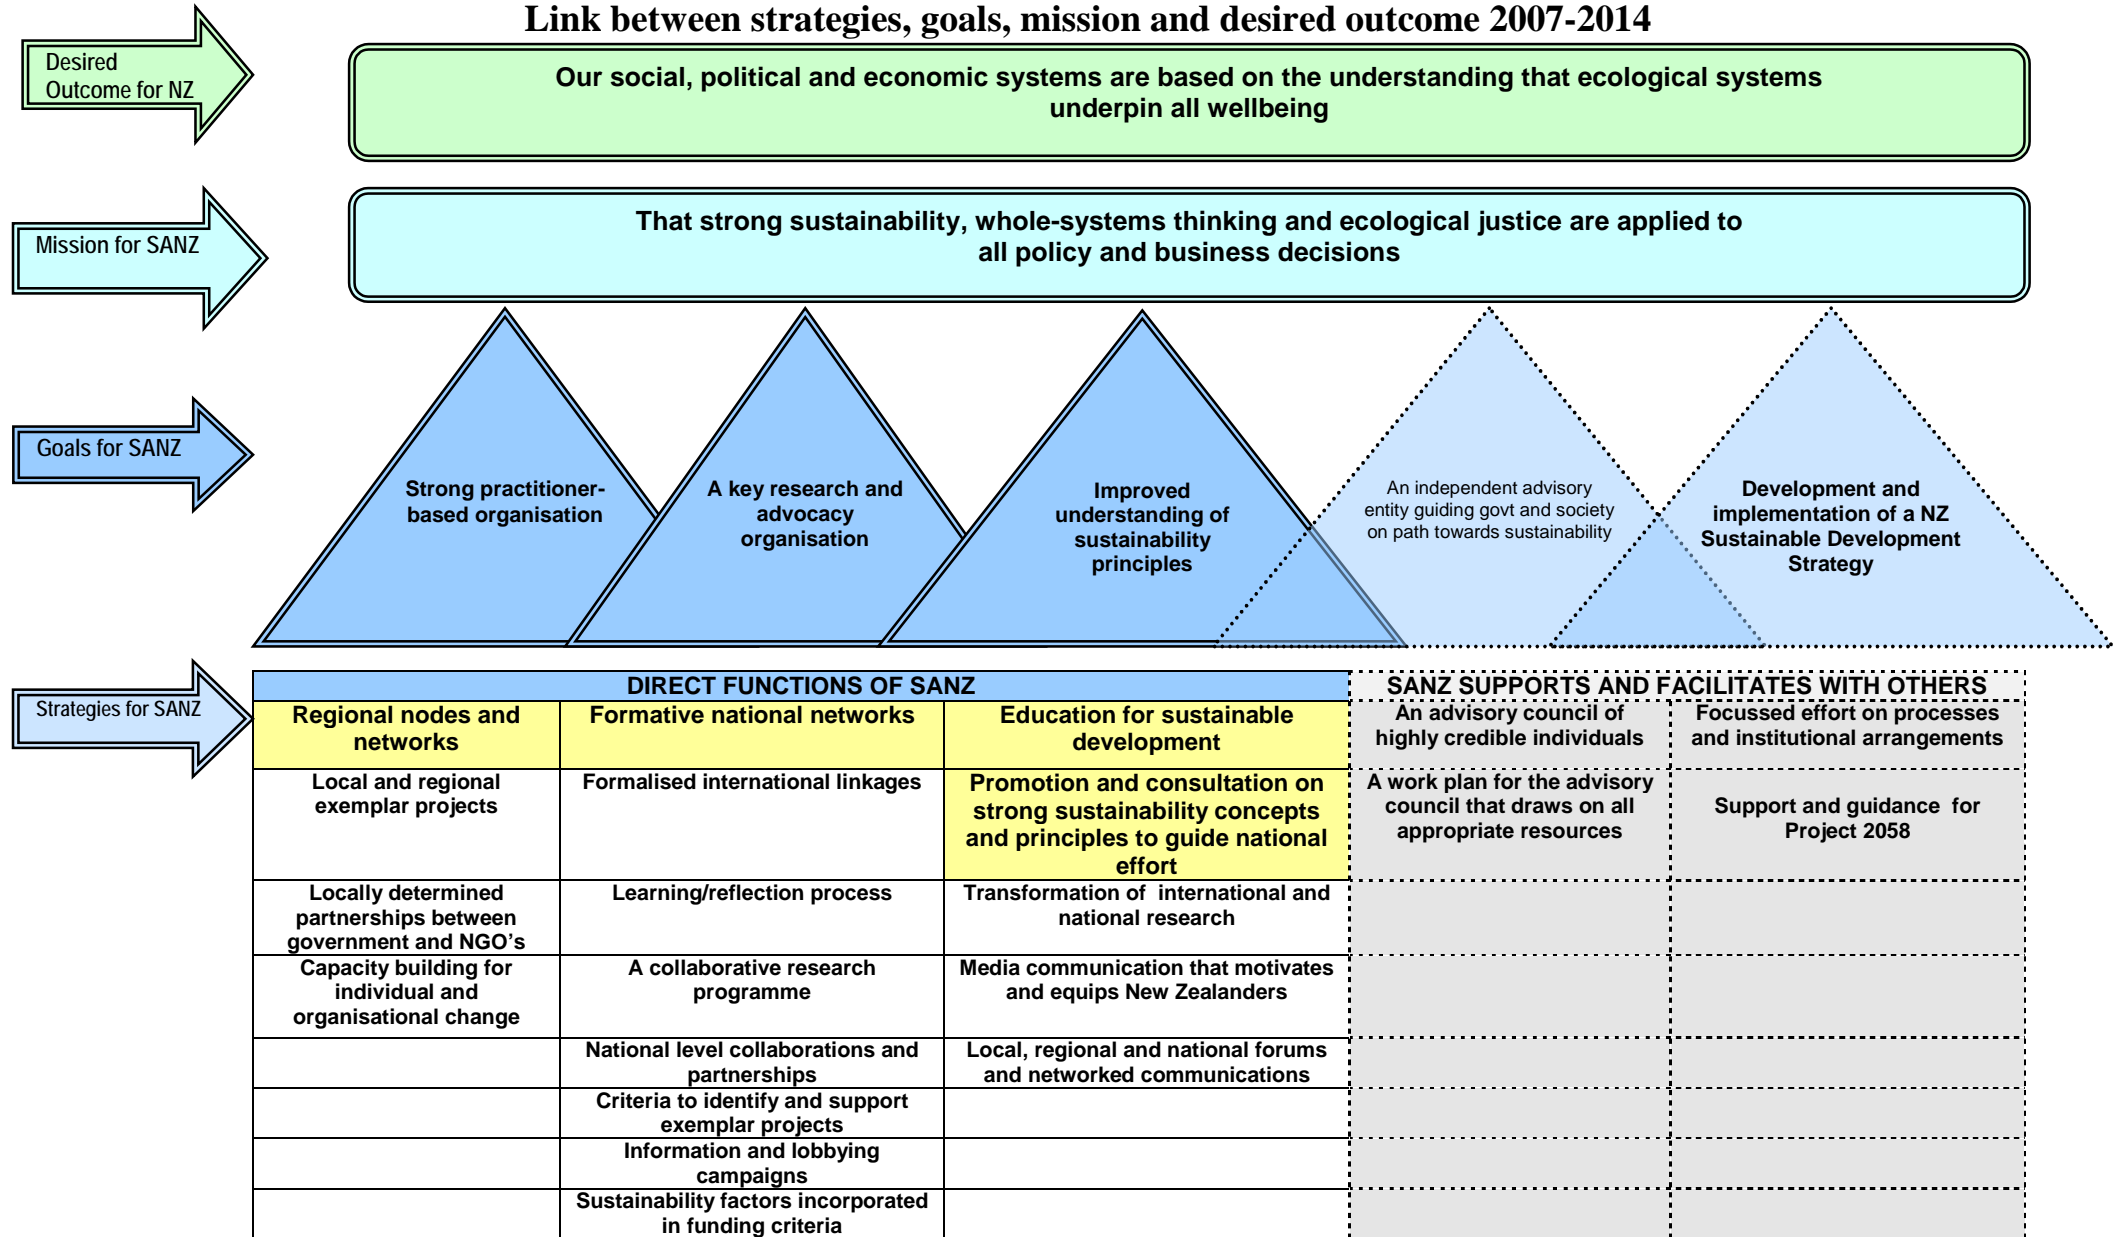 Link between strategies, goals, mission and desired outcome 2007-2014
Desired
Outcome for NZ
Our social, political and economic systems are based on the understanding that ecological systems
underpin all wellbeing
Mission for SANZ
That strong sustainability, whole-systems thinking and ecological justice are applied to
all policy and business decisions
Goals for SANZ
Strong practitioner-
based organisation
A key research and
advocacy
organisation
Improved
understanding of
sustainability
principles
An independent advisory
entity guiding govt and society
on path towards sustainability
Development and
implementation of a NZ
Sustainable Development
Strategy
Strategies for SANZ
DIRECT FUNCTIONS OF SANZ
SANZ SUPPORTS AND FACILITATES WITH OTHERS
Regional nodes and
networks
Formative national networks
Education for sustainable
development
An advisory council of
highly credible individuals
Focussed effort on processes
and institutional arrangements
Local and regional
exemplar projects
Formalised international linkages
Promotion and consultation on
strong sustainability concepts
and principles to guide national
effort
A work plan for the advisory
council that draws on all
appropriate resources
Support and guidance for
Project 2058
Locally determined
partnerships between
government and NGO's
Learning/reflection process
Transformation of international and
national research
Capacity building for
individual and
organisational change
A collaborative research
programme
Media communication that motivates
and equips New Zealanders
National level collaborations and
partnerships
Local, regional and national forums
and networked communications
Criteria to identify and support
exemplar projects
Information and lobbying
campaigns
Sustainability factors incorporated
in funding criteria